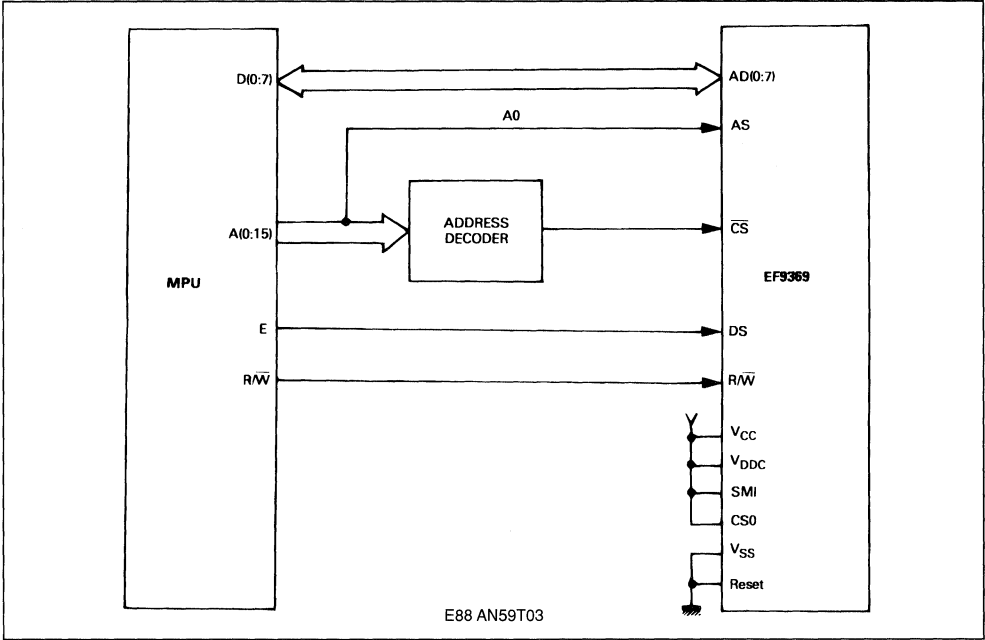 D(0:7)
AD(0:7)
A0
AS
A(0:15)
ADDRESS
DECODER
C̅S̅
MPU
EF9369
E
DS
R/W̅
R/W̅
VCC
VDDC
SMI
CS0
VSS
Reset
E88 AN59T03